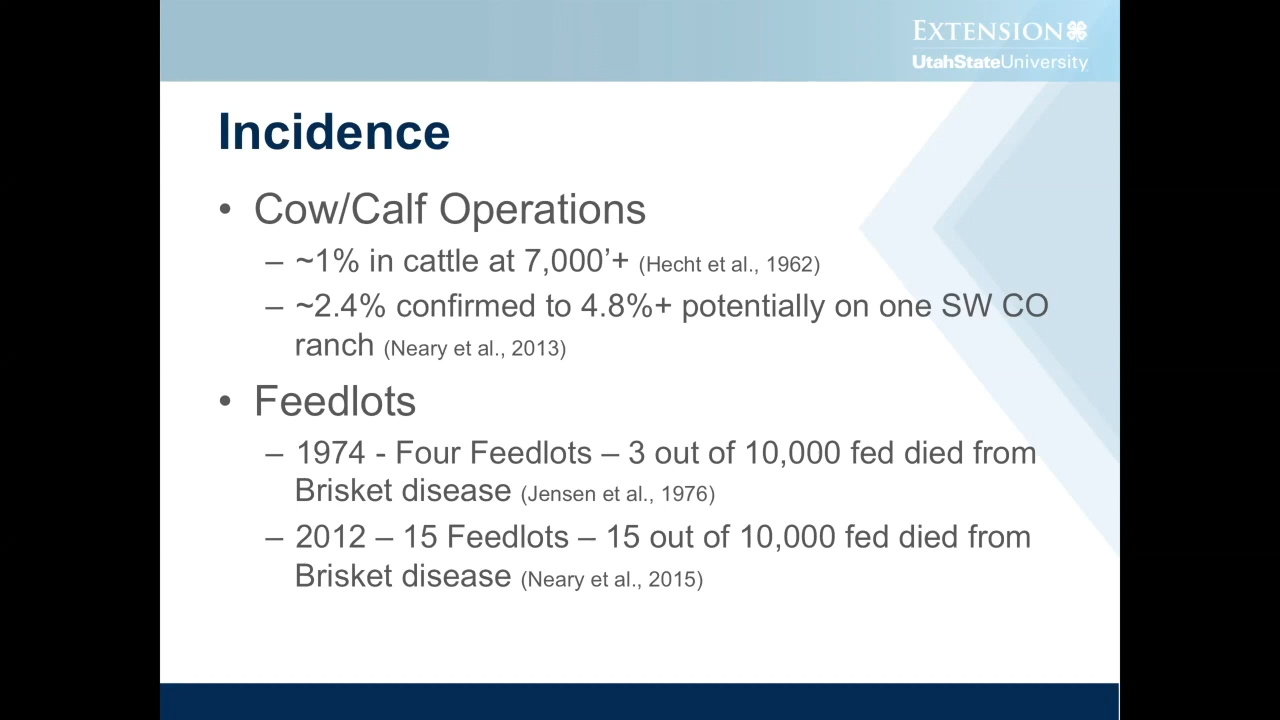 EXTENSION
UtahStateUniversity
Incidence
• Cow/Calf Operations
– ~1% in cattle at 7,000’+ (Hecht et al., 1962)
– ~2.4% confirmed to 4.8%+ potentially on one SW CO
ranch (Neary et al., 2013)
• Feedlots
– 1974 - Four Feedlots – 3 out of 10,000 fed died from
Brisket disease (Jensen et al., 1976)
– 2012 – 15 Feedlots – 15 out of 10,000 fed died from
Brisket disease (Neary et al., 2015)